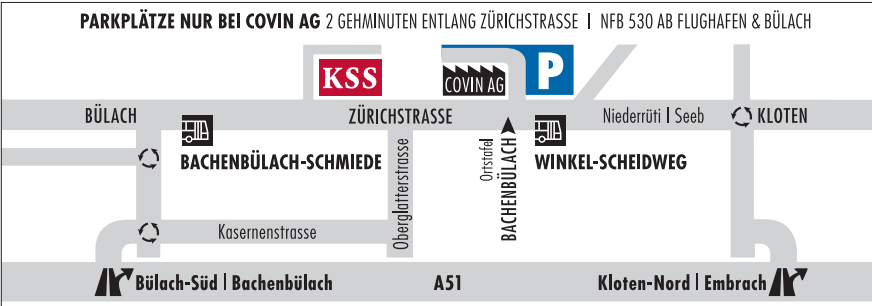 PARKPLÄTZE NUR BEI COVIN AG 2 GEHMINUTEN ENTLANG ZÜRICHSTRASSE | NFB 530 AB FLUGHAFEN & BÜLACH
KSS
COVIN AG
P
BÜLACH
ZÜRICHSTRASSE
Niederrüti | Seeb
KLOTEN
BACHENBÜLACH-SCHMIEDE
Oberglatterstrasse
Ortstafel
BACHENBÜLACH
WINKEL-SCHEIDWEG
Kasernenstrasse
Bülach-Süd | Bachenbülach
A51
Kloten-Nord | Embrach